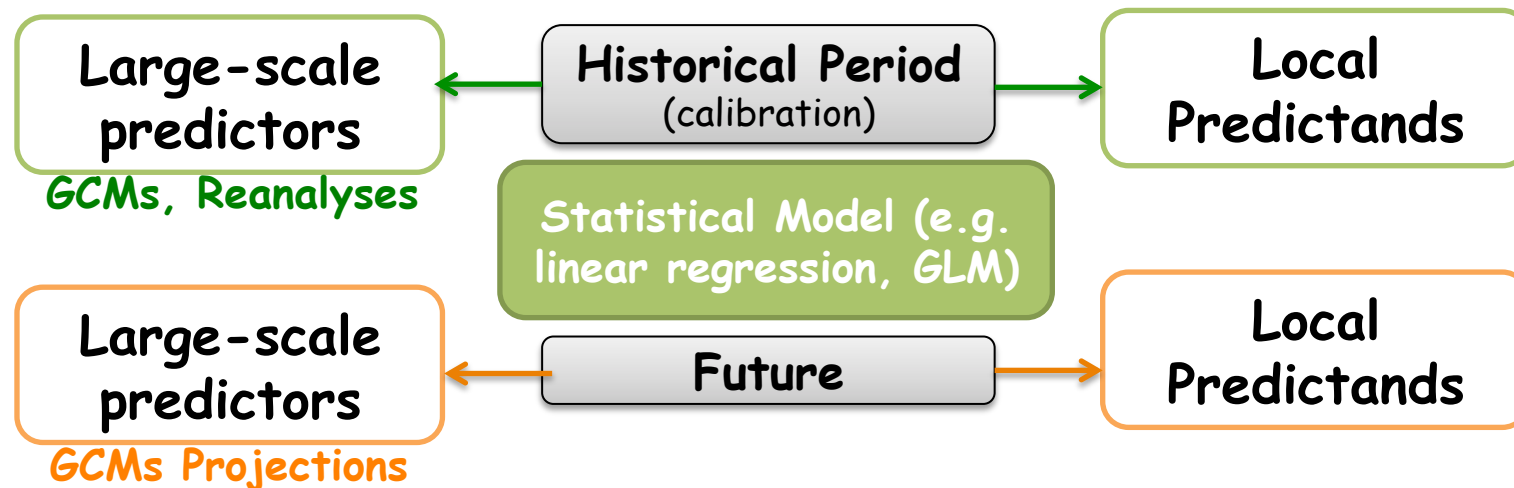 Large-scale
predictors
GCMs, Reanalyses
Historical Period
(calibration)
Local
Predictands
Statistical Model (e.g.
linear regression, GLM)
Large-scale
predictors
GCMs Projections
Future
Local
Predictands